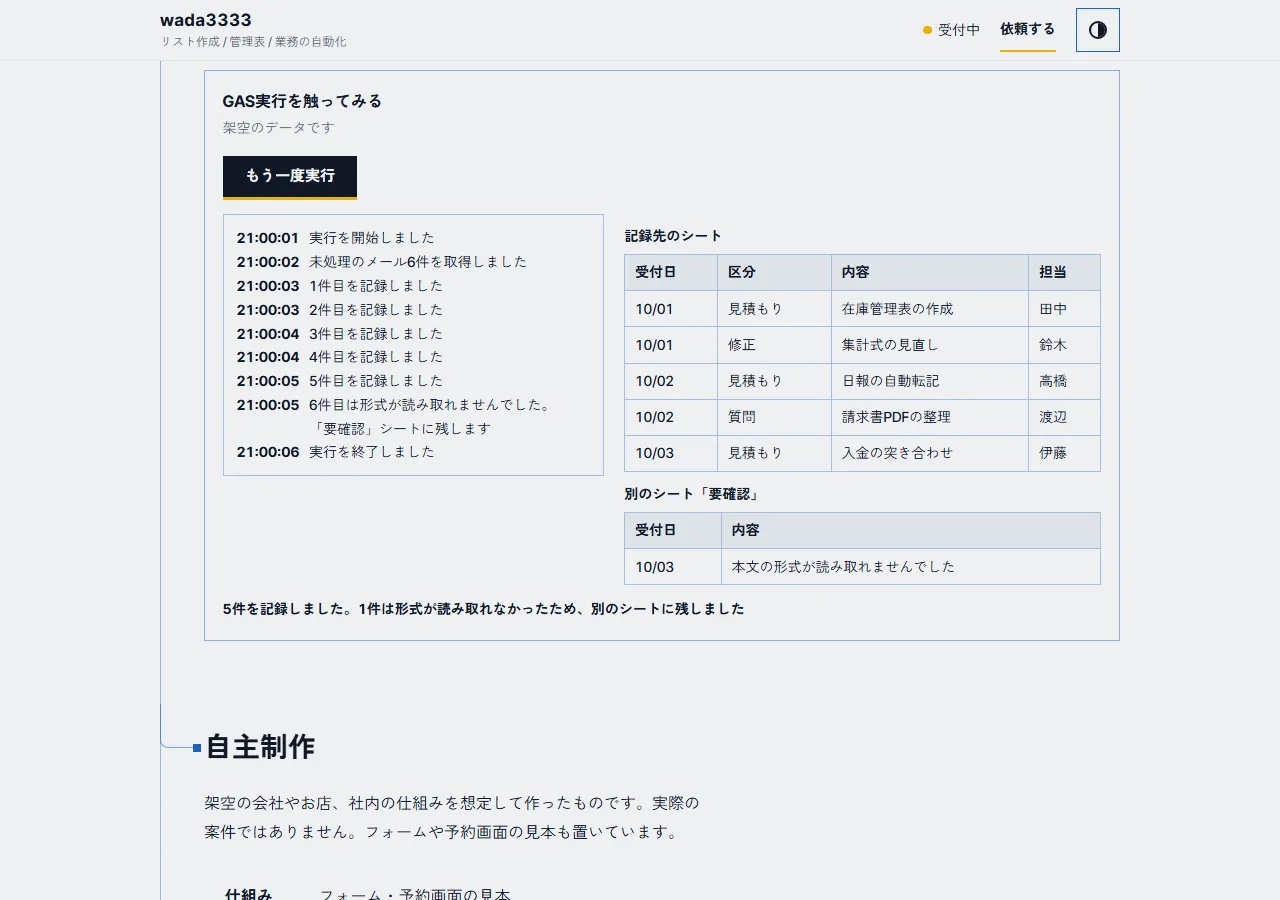 wada3333
リスト作成 / 管理表 / 業務の自動化
受付中
依頼する
GAS実行を触ってみる
架空のデータです
もう一度実行
21:00:01 実行を開始しました
21:00:02 未処理のメール6件を取得しました
21:00:03 1件目を記録しました
21:00:03 2件目を記録しました
21:00:04 3件目を記録しました
21:00:04 4件目を記録しました
21:00:05 5件目を記録しました
21:00:05 6件目は形式が読み取れませんでした。
「要確認」シートに残します
21:00:06 実行を終了しました
記録先のシート
受付日 区分 内容 担当
10/01 見積もり 在庫管理表の作成 田中
10/01 修正 集計式の見直し 鈴木
10/02 見積もり 日報の自動転記 高橋
10/02 質問 請求書PDFの整理 渡辺
10/03 見積もり 入金の突き合わせ 伊藤
別のシート「要確認」
受付日 内容
10/03 本文の形式が読み取れませんでした
5件を記録しました。1件は形式が読み取れなかったため、別のシートに残しました
自主制作
架空の会社やお店、社内の仕組みを想定して作ったものです。実際の
案件ではありません。フォームや予約画面の見本も置いています。
仕組み フォーム・予約画面の見本